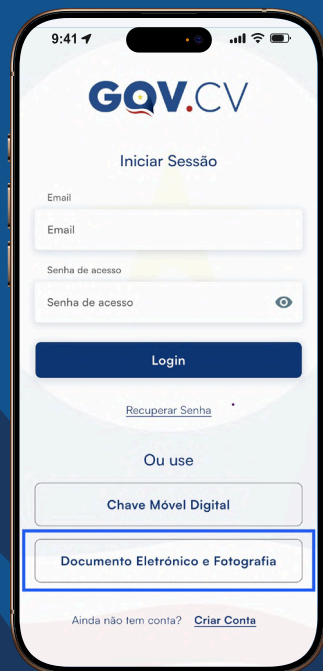 9:41
GOV.CV
Iniciar Sessão
Email
Email
Senha de acesso
Senha de acesso
Login
Recuperar Senha
Ou use
Chave Móvel Digital
Documento Eletrónico e Fotografia
Ainda não tem conta? Criar Conta